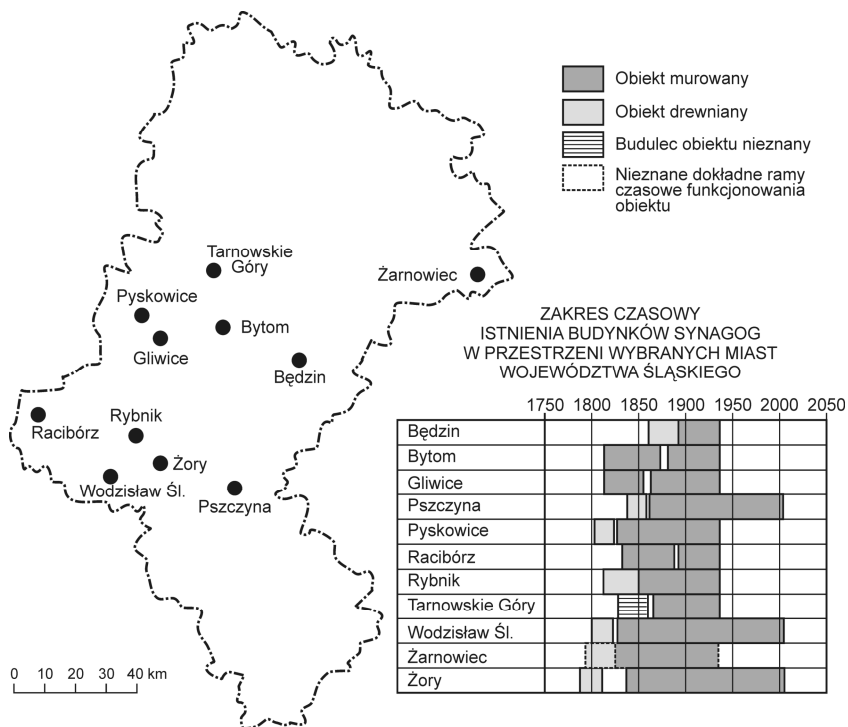 Obiekt murowany
Obiekt drewniany
Budulec obiektu nieznany
Nieznane dokładne ramy
czasowe funkcjonowania
obiektu
Tarnowskie
Góry
Żarnowiec
Pyskowice
Bytom
Gliwice
Będzin
Racibórz
Rybnik
Żory
Wodzisław Śl.
Pszczyna
0 10 20 30 40 km
ZAKRES CZASOWY
ISTNIENIA BUDYNKÓW SYNAGOG
W PRZESTRZENI WYBRANYCH MIAST
WOJEWÓDZTWA ŚLĄSKIEGO
1750 1800 1850 1900 1950 2000 2050
Będzin
Bytom
Gliwice
Pszczyna
Pyskowice
Racibórz
Rybnik
Tarnowskie Góry
Wodzisław Śl.
Żarnowiec
Żory